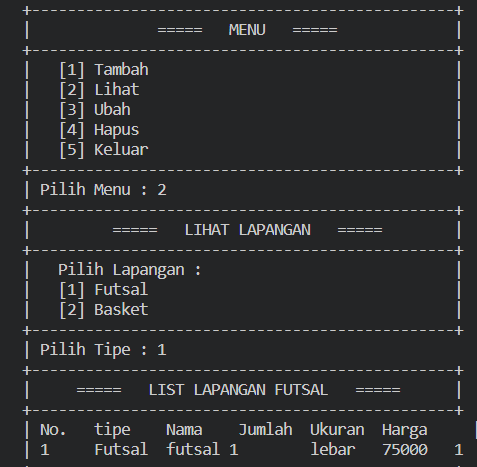 +-----------------------------------------------+
| ===== MENU ===== |
+-----------------------------------------------+
| [1] Tambah |
| [2] Lihat |
| [3] Ubah |
| [4] Hapus |
| [5] Keluar |
+-----------------------------------------------+
| Pilih Menu : 2
+-----------------------------------------------+
| ===== LIHAT LAPANGAN ===== |
+-----------------------------------------------+
| Pilih Lapangan : |
| [1] Futsal |
| [2] Basket |
+-----------------------------------------------+
| Pilih Tipe : 1
+-----------------------------------------------+
| ===== LIST LAPANGAN FUTSAL ===== |
+-----------------------------------------------+
| No. tipe Nama Jumlah Ukuran Harga |
| 1 Futsal futsal 1 lebar 75000 1